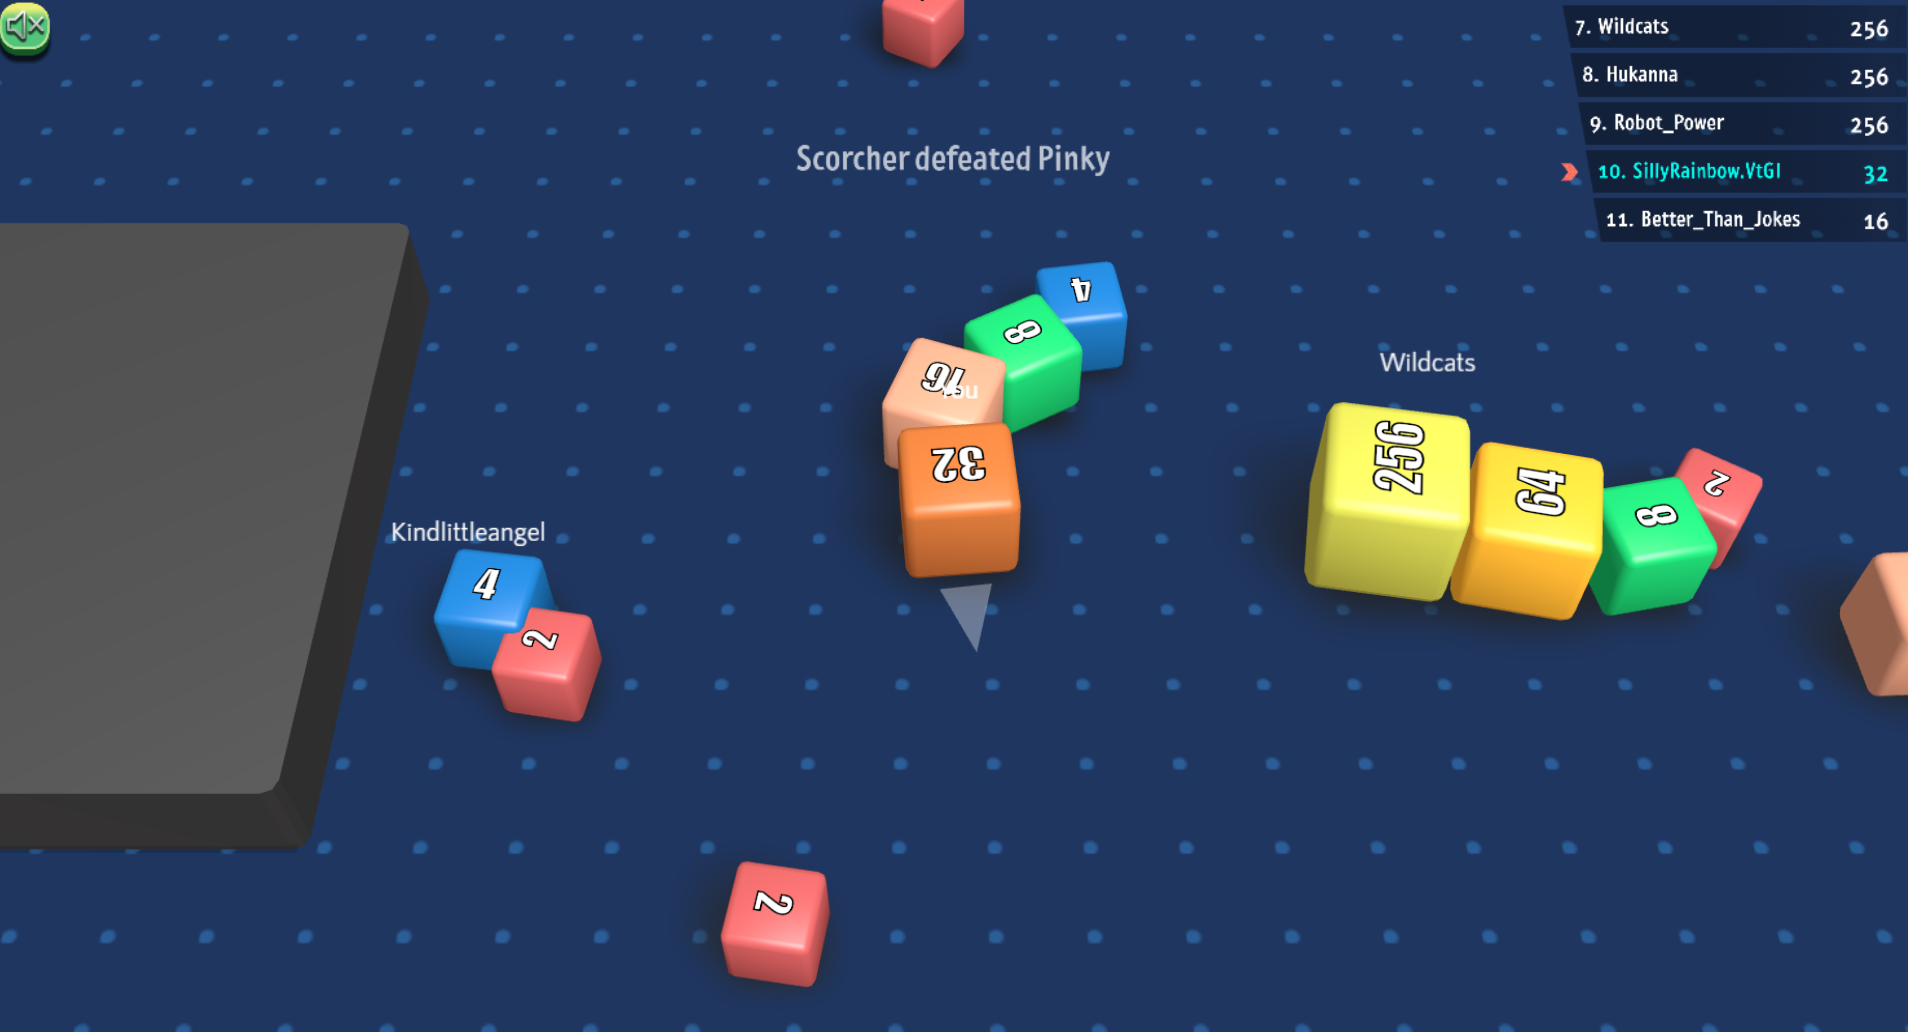 7. Wildcats 256
8. Hukanna 256
9. Robot_Power 256
10. SillyRainbow.VtGl 32
11. Better_Than_Jokes 16
Scorcher defeated Pinky
4
8
16
You
32
Wildcats
256
64
8
2
Kindlittleangel
4
2
2